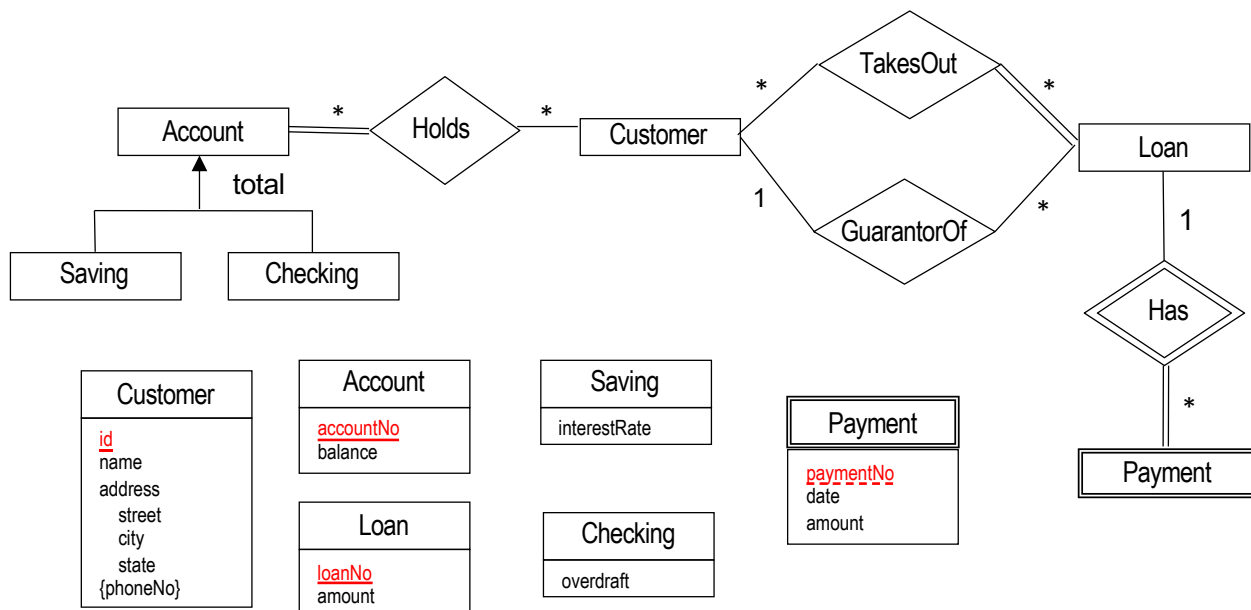 TakesOut
*
*
*
*
Account
Holds
Customer
Loan
total
1
*
1
GuarantorOf
Saving
Checking
Has
Customer
id
name
address
street
city
state
{phoneNo}
Account
accountNo
balance
Saving
interestRate
Payment
paymentNo
date
amount
*
Payment
Loan
loanNo
amount
Checking
overdraft